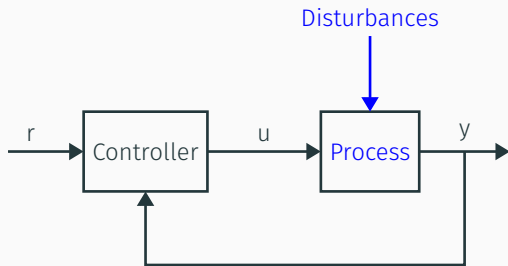 Disturbances
r
Controller
u
Process
y